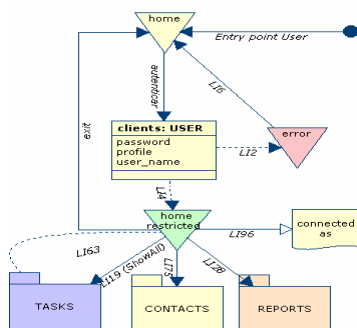 home
Entry point User
autenticar
LI6
exit
clients: USER
password
profile
user_name
LI2
error
LI4
home
restricted
LI96
connected
as
LI63
LI19 (ShowAll)
LI75
LI28
TASKS
CONTACTS
REPORTS